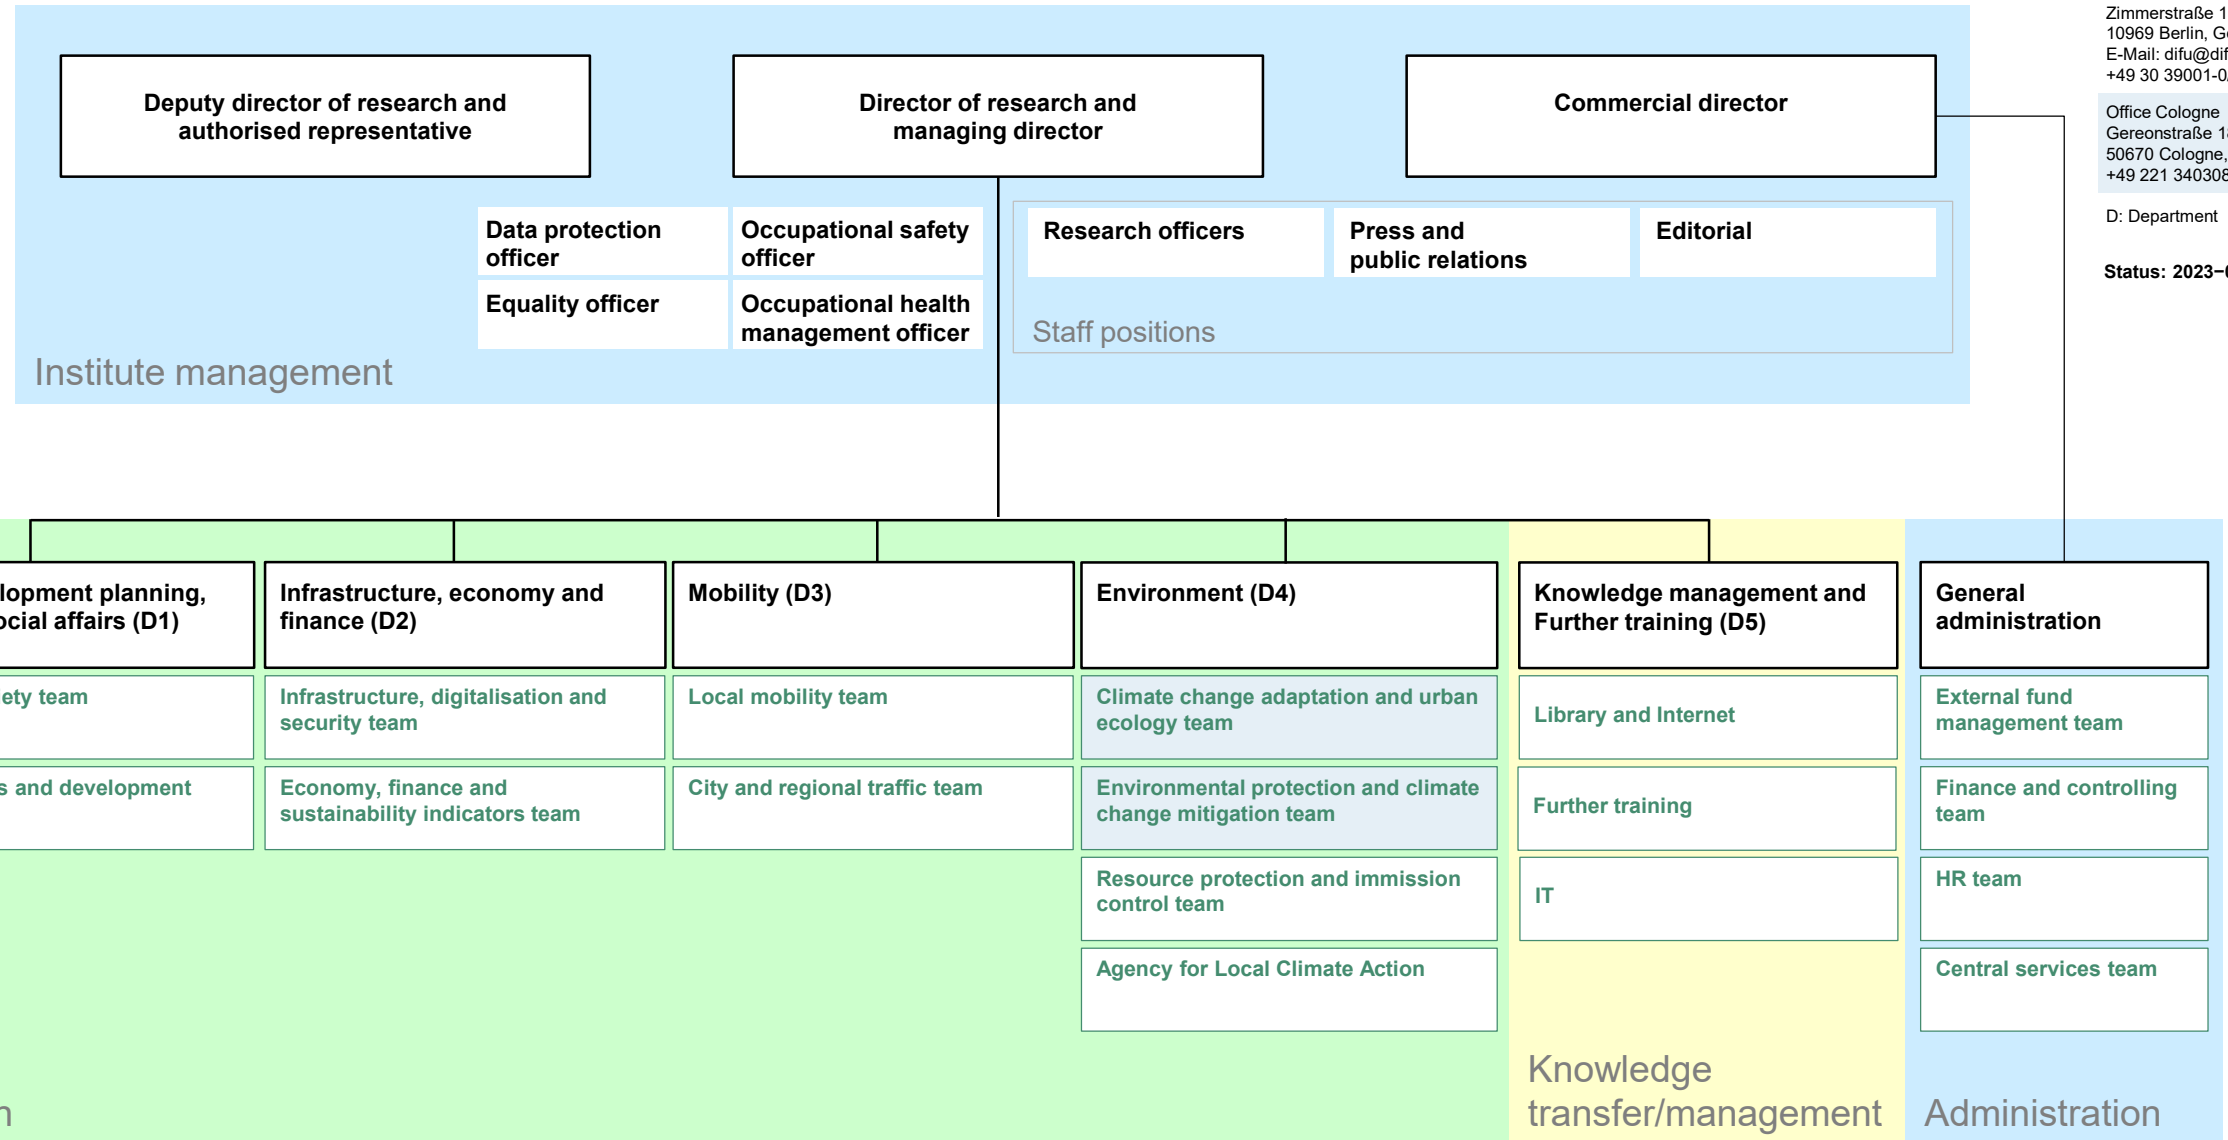 Zimmerstraße 1
10969 Berlin,
E-Mail: difu@
+49 30 39001-0
Office Cologne
Gereonstraße
50670 Cologne,
+49 221 340308
D: Department
Status: 2023
Deputy director of research and
authorised representative
Director of research and
managing director
Commercial director
Data protection
officer
Occupational safety
officer
Equality officer
Occupational health
management officer
Research officers
Press and
public relations
Editorial
Staff positions
Institute management
lopment planning,
ocial affairs (D1)
ety team
s and development
Infrastructure, economy and
finance (D2)
Infrastructure, digitalisation and
security team
Economy, finance and
sustainability indicators team
Mobility (D3)
Local mobility team
City and regional traffic team
Environment (D4)
Climate change adaptation and urban
ecology team
Environmental protection and climate
change mitigation team
Resource protection and immission
control team
Agency for Local Climate Action
Knowledge management and
Further training (D5)
Library and Internet
Further training
IT
Knowledge
transfer/management
General
administration
External fund
management team
Finance and controlling
team
HR team
Central services team
Administration